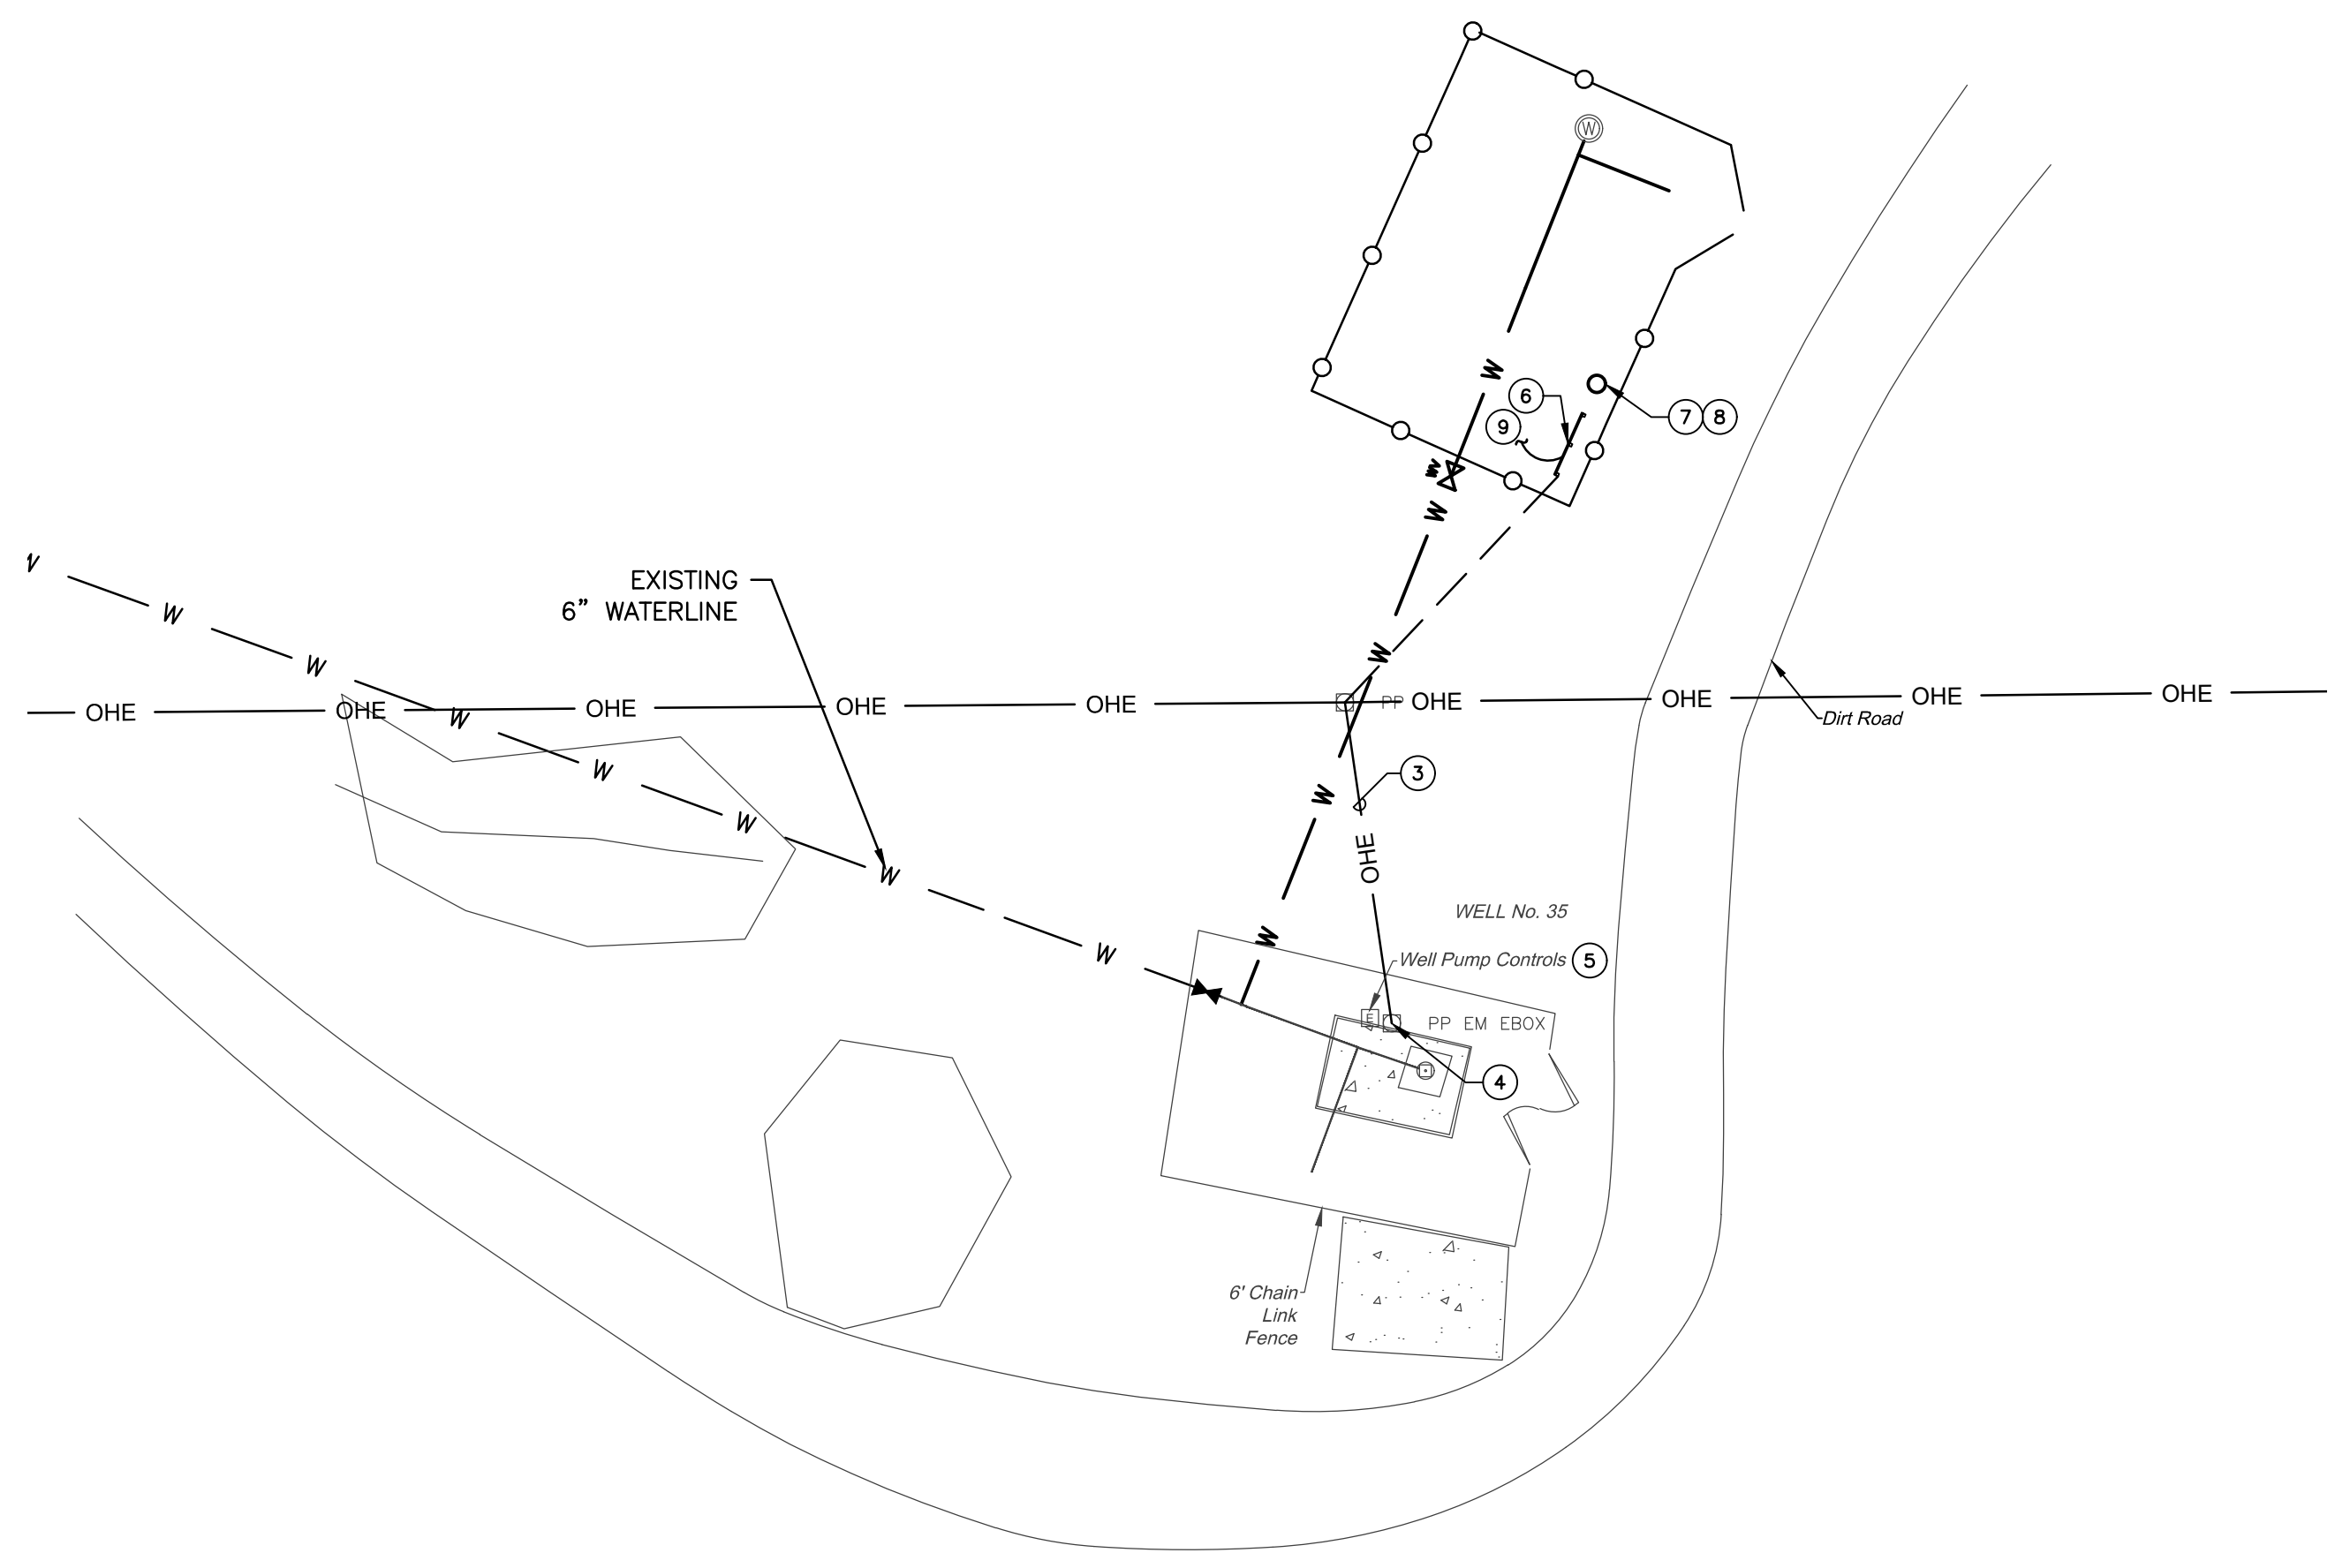 W
W
6
7 8
9
W
W
W
W
EXISTING
6” WATERLINE
W
W
W
OHE OHE OHE OHE OHE PP OHE OHE OHE OHE
W
Dirt Road
W
3
W
W
W
OHE
WELL No. 35
W
W
Well Pump Controls 5
E
PP EM EBOX
4
6' Chain
Link
Fence